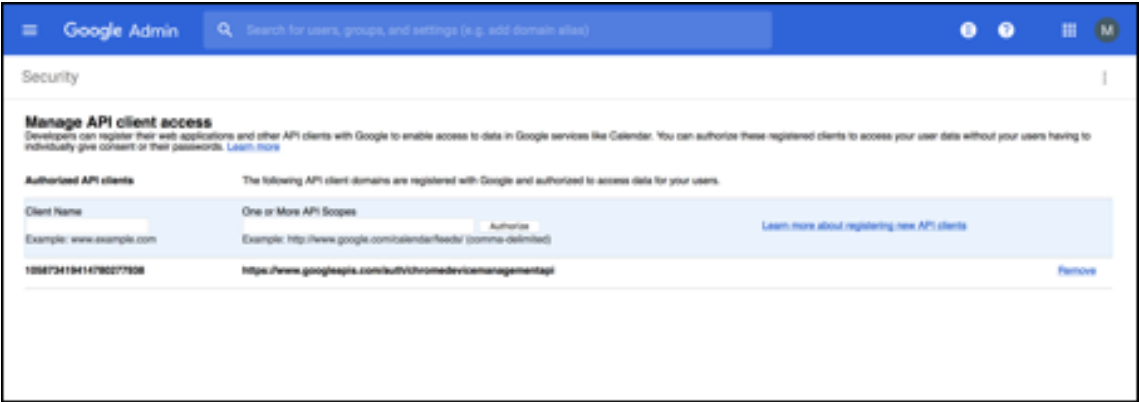 Google Admin
Search for users, groups, and settings (e.g. add domain alias)
M
Security
Manage API client access
Developers can register their web applications and other API clients with Google to enable access to data in Google services like Calendar. You can authorize these registered clients to access your user data without your users having to
individually give consent or their passwords. Learn more
Authorized API clients The following API client domains are registered with Google and authorized to access data for your users.
Client Name One or More API Scopes
Authorize Learn more about registering new API clients
Example: www.example.com Example: http://www.google.com/calendar/feeds/ (comma-delimited)
https://www.googleapis.com/auth/chromedevicemanagementapi Remove